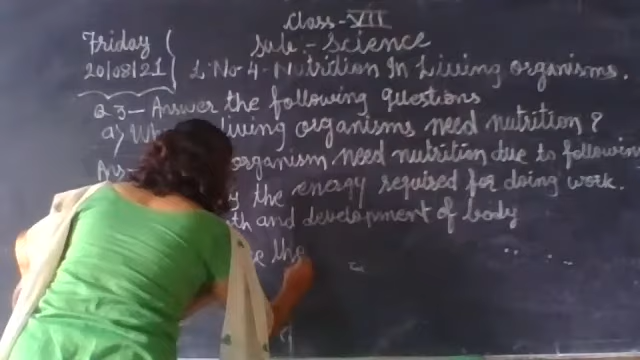 Class-VII
Friday
Sub:- Science
20/08/21
L.No-4-Nutrition In Living organisms.
Q3- Answer the following questions
a) Wh living organisms need nutrition?
Ans- organism need nutrition due to following
y the energy required for doing work.
th and development of body
e the